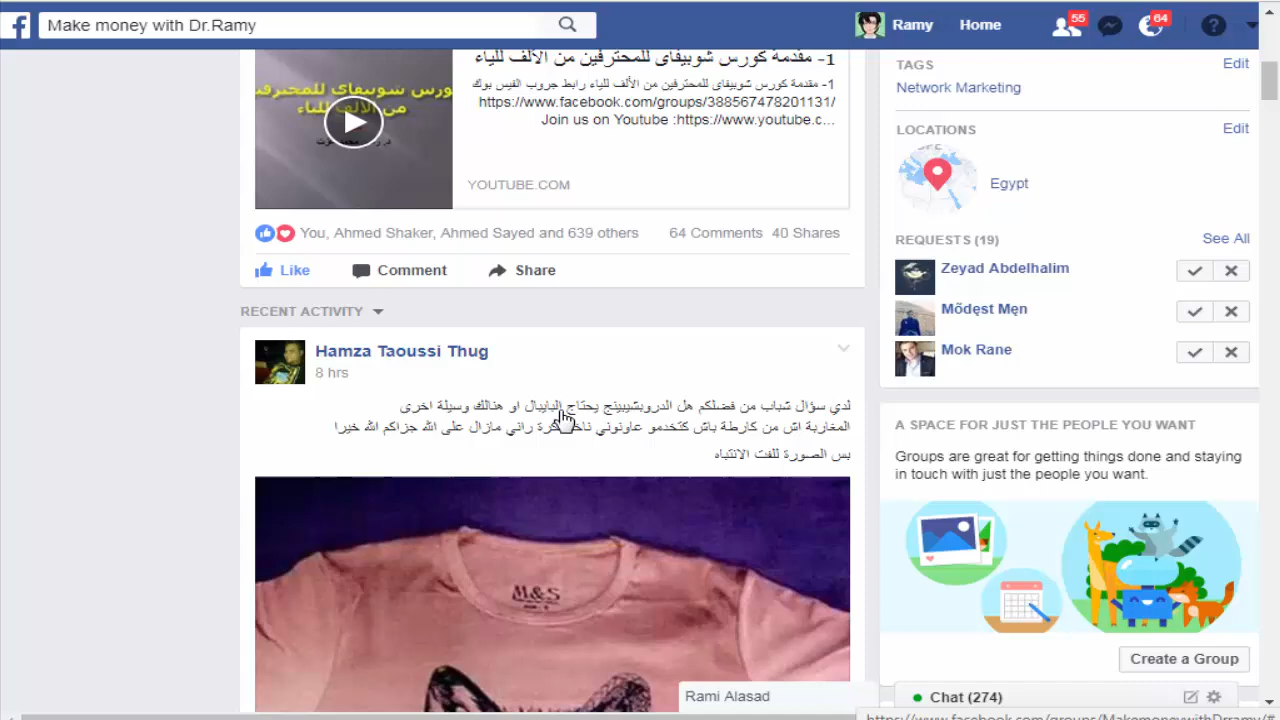 Make money with Dr.Ramy
Ramy
Home
55
64
1- مقدمة كورس شوبيفاى للمحترفين من الألف للياء
1- مقدمة كورس شوبيفاى للمحترفين من الألف للياء رابط جروب الفيس بوك
https://www.facebook.com/groups/388567478201131/
Join us on Youtube :https://www.youtube.c...
كورس شوبيفاى للمحترفين
من الألف للياء
YOUTUBE.COM
You, Ahmed Shaker, Ahmed Sayed and 639 others
64 Comments
40 Shares
Like
Comment
Share
RECENT ACTIVITY
Hamza Taoussi Thug
8 hrs
لدي سؤال شباب من فضلكم هل الدروبشيبينج يحتاج البايبال او هنالك وسيلة اخرى
المغاربة اش من كارطة باش كتخدمو عاونوني
راني مازال على الله جزاكم الله خيرا
بس الصورة للفت الانتباه
M&S
TAGS
Edit
Network Marketing
LOCATIONS
Edit
Egypt
REQUESTS (19)
See All
Zeyad Abdelhalim
Mődęst Męn
Mok Rane
A SPACE FOR JUST THE PEOPLE YOU WANT
Groups are great for getting things done and staying
in touch with just the people you want.
Create a Group
Rami Alasad
Chat (274)